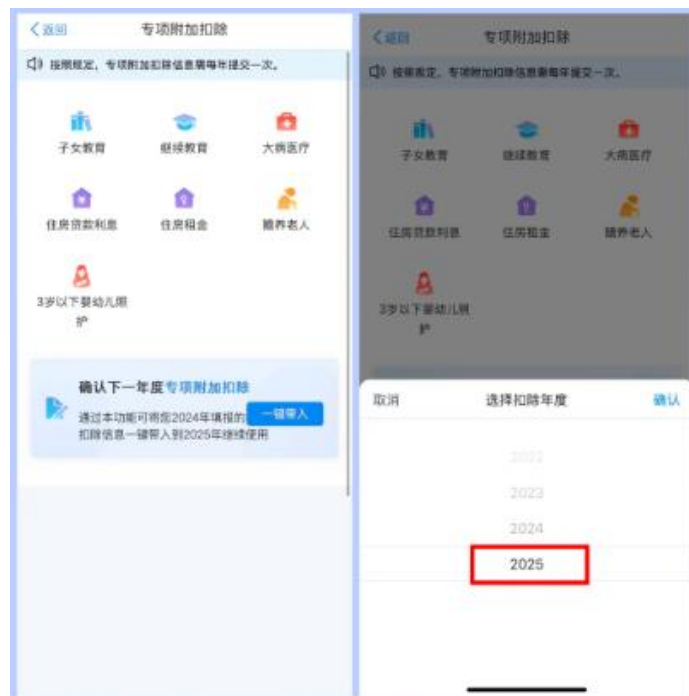 返回
专项附加扣除
按照规定，专项附加扣除信息需每年提交一次。
子女教育
继续教育
大病医疗
住房贷款利息
住房租金
赡养老人
3岁以下婴幼儿照
护
确认下一年度专项附加扣除
通过本功能可将您2024年填报的
扣除信息一键带入到2025年继续使用
一键带入
返回
专项附加扣除
按照规定，专项附加扣除信息需每年提交一次。
子女教育
继续教育
大病医疗
住房贷款利息
住房租金
赡养老人
3岁以下婴幼儿照
护
取消
选择扣除年度
确认
2022
2023
2024
2025